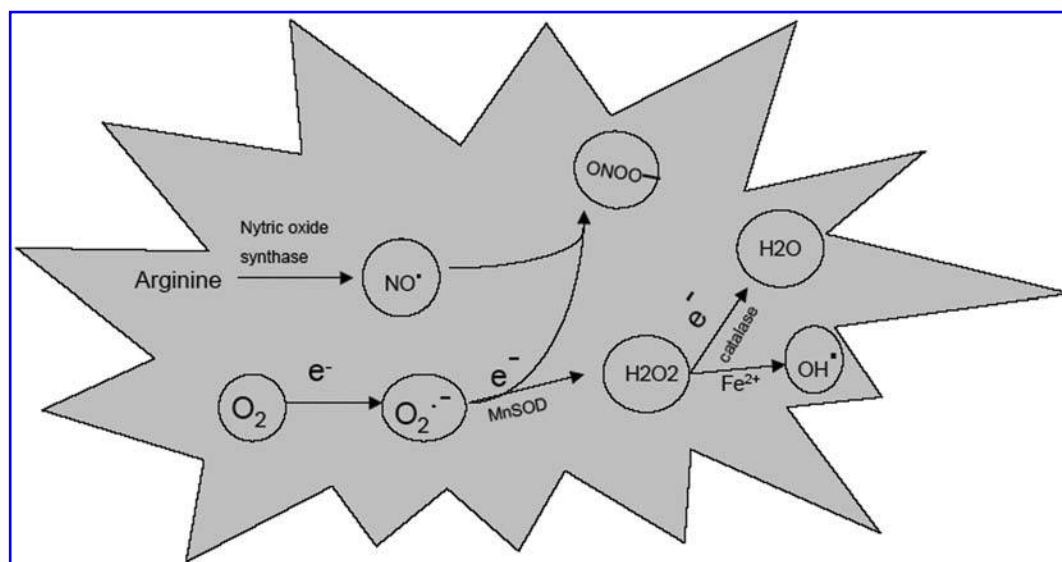 ONOO–
Nytric oxide
synthase
Arginine
NO•
H2O
e-
catalase
H2O2
Fe2+
OH•
O2
e-
O2•-
e-
MnSOD